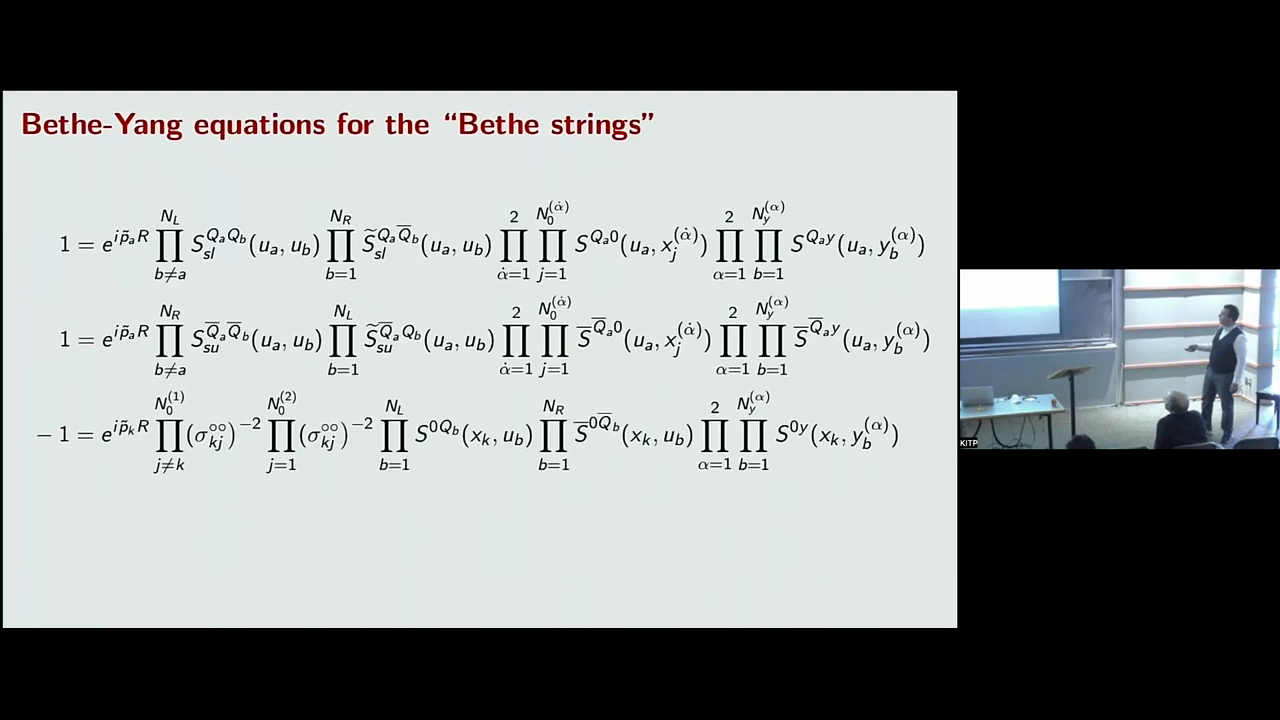 Bethe-Yang equations for the “Bethe strings”
$1 = e^{i\tilde{p}_a R} \prod_{b \neq a}^{N_L} S_{sl}^{Q_a Q_b}(u_a, u_b) \prod_{b=1}^{N_R} \widetilde{S}_{sl}^{Q_a \overline{Q}_b}(u_a, u_b) \prod_{\dot{\alpha}=1}^{2} \prod_{j=1}^{N_0^{(\dot{\alpha})}} S^{Q_a 0}(u_a, x_j^{(\dot{\alpha})}) \prod_{\alpha=1}^{2} \prod_{b=1}^{N_y^{(\alpha)}} S^{Q_a y}(u_a, y_b^{(\alpha)})$
$1 = e^{i\tilde{p}_a R} \prod_{b \neq a}^{N_R} S_{su}^{\overline{Q}_a \overline{Q}_b}(u_a, u_b) \prod_{b=1}^{N_L} \widetilde{S}_{su}^{\overline{Q}_a Q_b}(u_a, u_b) \prod_{\dot{\alpha}=1}^{2} \prod_{j=1}^{N_0^{(\dot{\alpha})}} \overline{S}^{\overline{Q}_a 0}(u_a, x_j^{(\dot{\alpha})}) \prod_{\alpha=1}^{2} \prod_{b=1}^{N_y^{(\alpha)}} \overline{S}^{\overline{Q}_a y}(u_a, y_b^{(\alpha)})$
$-1 = e^{i\tilde{p}_k R} \prod_{j \neq k}^{N_0^{(1)}} (\sigma_{kj}^{\circ\circ})^{-2} \prod_{j=1}^{N_0^{(2)}} (\sigma_{kj}^{\circ\circ})^{-2} \prod_{b=1}^{N_L} S^{0 Q_b}(x_k, u_b) \prod_{b=1}^{N_R} \overline{S}^{0 \overline{Q}_b}(x_k, u_b) \prod_{\alpha=1}^{2} \prod_{b=1}^{N_y^{(\alpha)}} S^{0y}(x_k, y_b^{(\alpha)})$
KITP